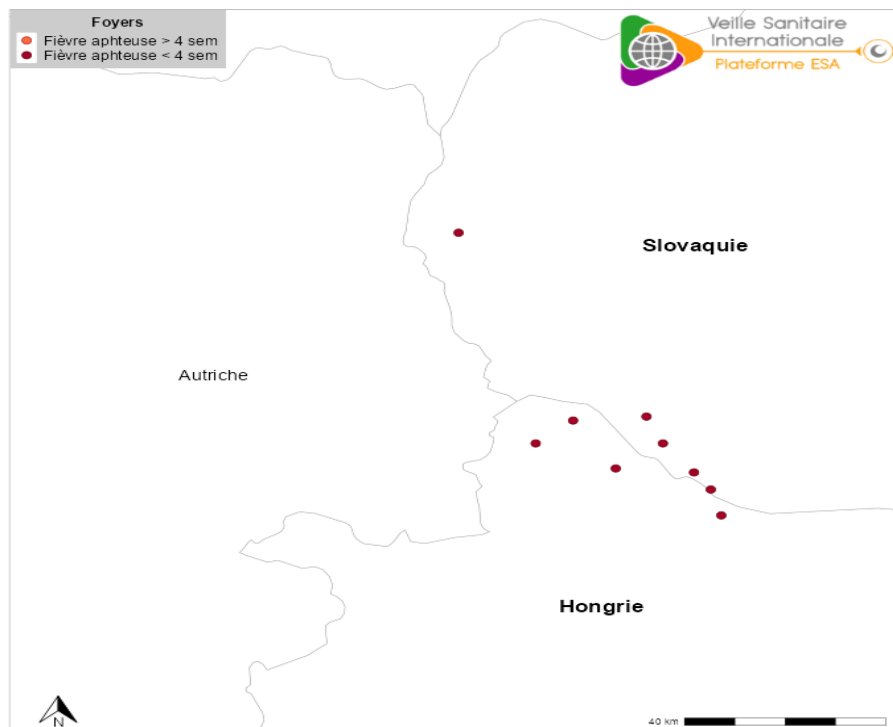 Foyers
Fièvre aphteuse > 4 sem
Fièvre aphteuse < 4 sem
Veille Sanitaire
Internationale
Plateforme ESA
Slovaquie
Autriche
Hongrie
N
40 km